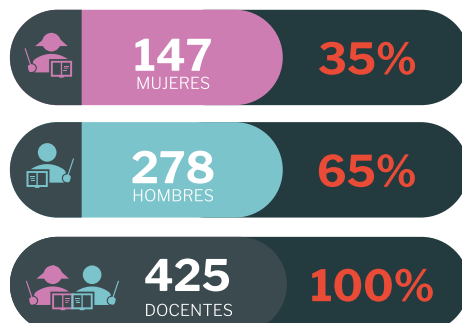 147
MUJERES
35%
278
HOMBRES
65%
425
DOCENTES
100%